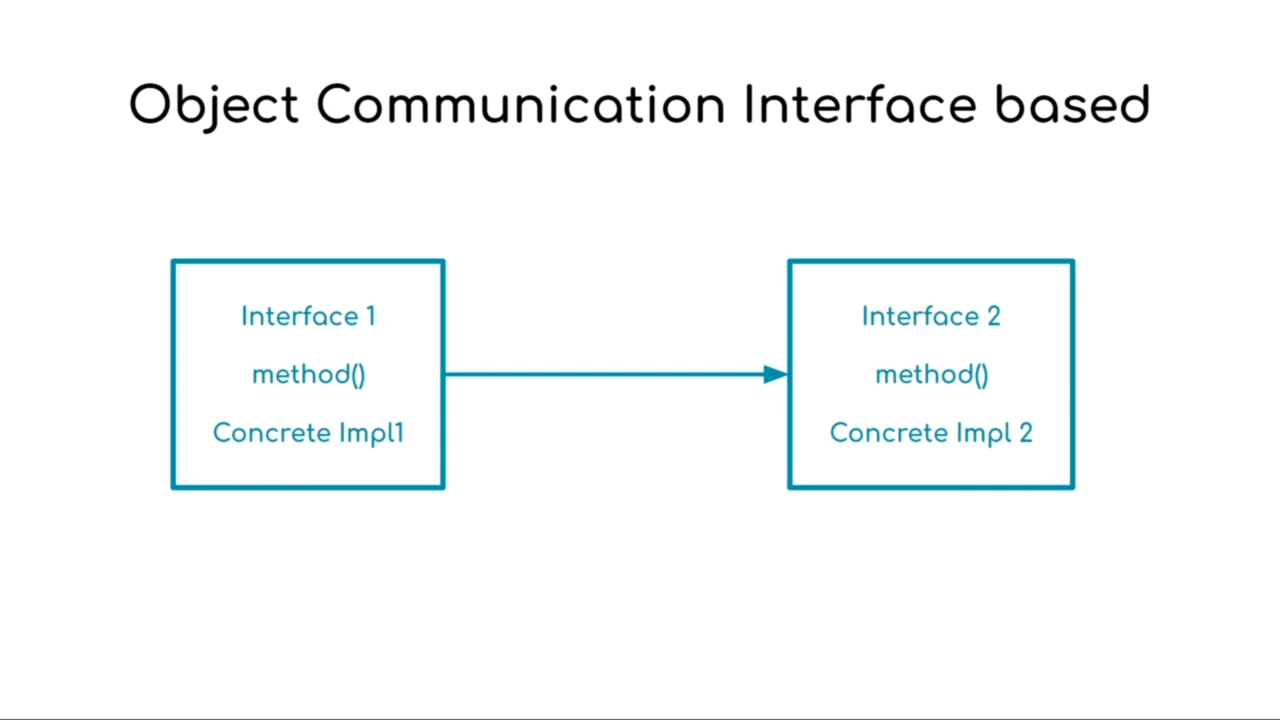 Object Communication Interface based
Interface 1
method()
Concrete Impl1
Interface 2
method()
Concrete Impl 2